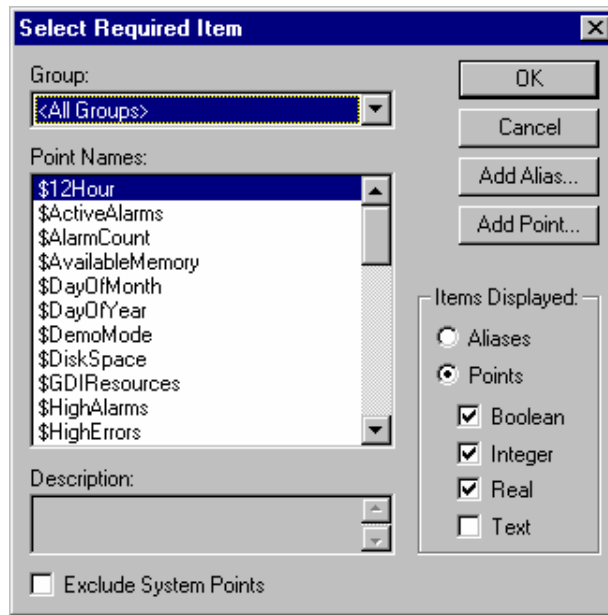 Select Required Item
Group:
<All Groups>
OK
Cancel
Point Names:
Add Alias...
$12Hour
$ActiveAlarms
$AlarmCount
$AvailableMemory
$DayOfMonth
$DayOfYear
$DemoMode
$DiskSpace
$GDIResources
$HighAlarms
$HighErrors
Add Point...
Items Displayed:
Aliases
Points
Boolean
Integer
Real
Text
Description:
Exclude System Points